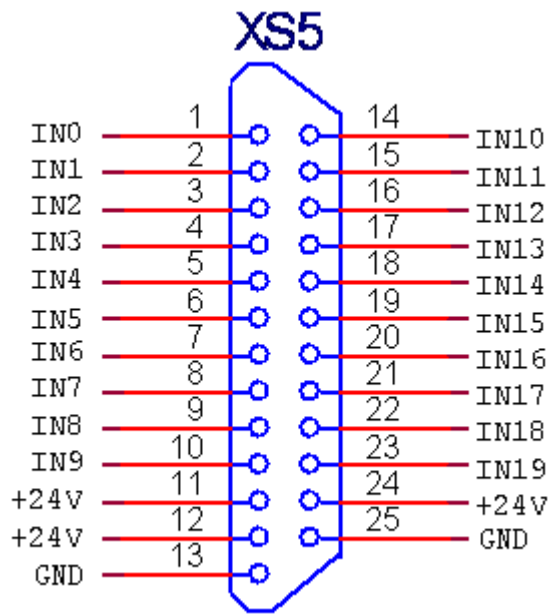 XS5
IN0 1 14 IN10
IN1 2 15 IN11
IN2 3 16 IN12
IN3 4 17 IN13
IN4 5 18 IN14
IN5 6 19 IN15
IN6 7 20 IN16
IN7 8 21 IN17
IN8 9 22 IN18
IN9 10 23 IN19
+24V 11 24 +24V
+24V 12 25 GND
GND 13